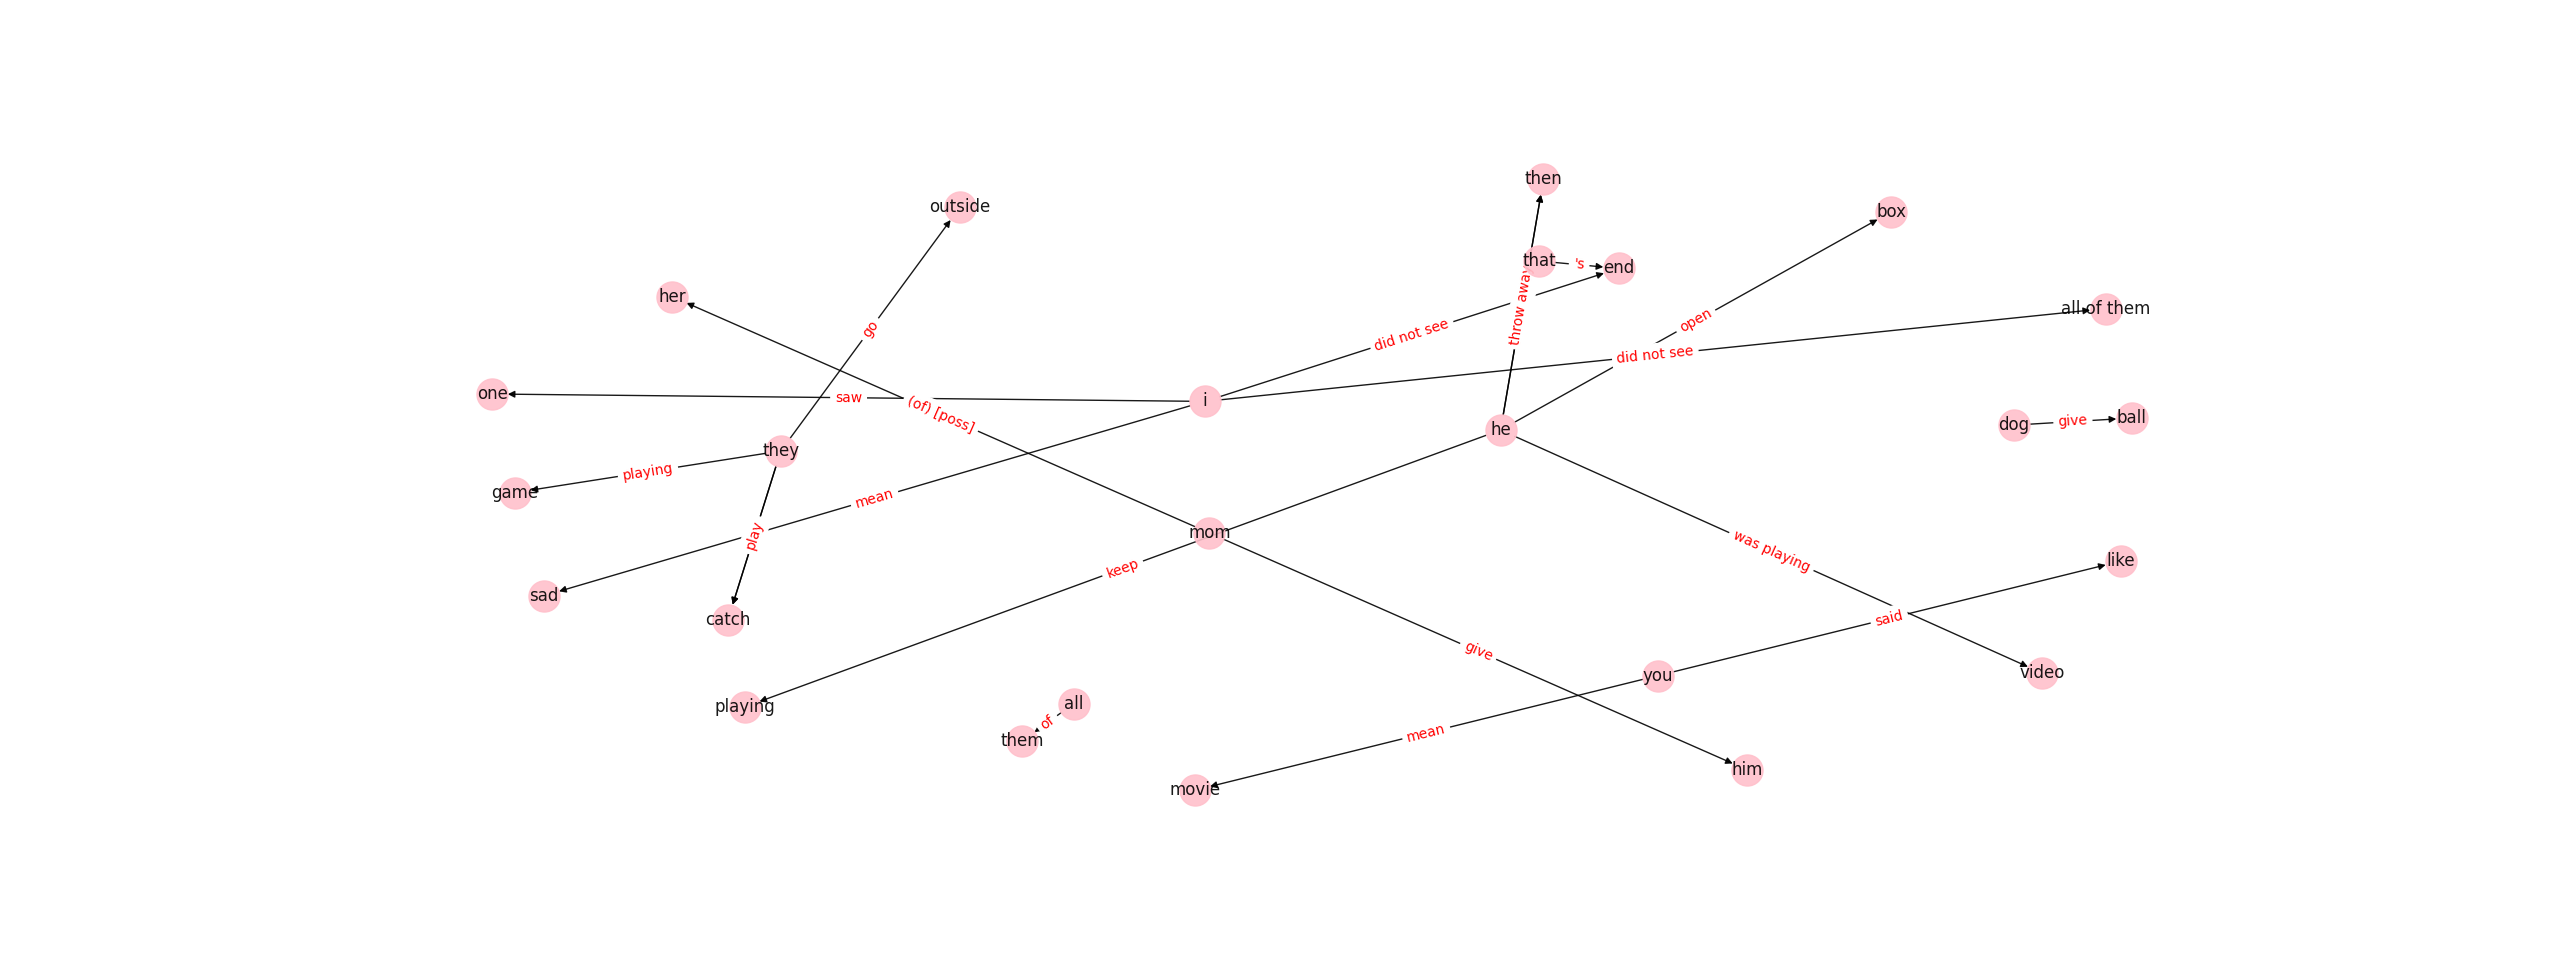 then
outside
box
that
's
end
her
all of them
throw away
open
go
did not see
did not see
one
saw
i
(of) [poss]
he
dog
give
ball
they
playing
game
mean
mom
play
was playing
keep
like
sad
catch
said
give
you
video
playing
all
of
them
mean
him
movie